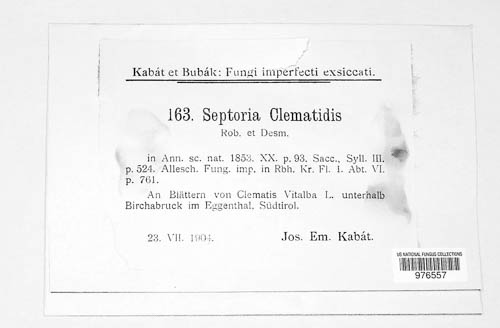 Kabát et Bubák: Fungi imperfecti exsiccati.
163. Septoria Clematidis
Rob. et Desm.
in Ann. sc. nat. 1853. XX. p. 93. Sacc., Syll. III.
p. 524. Allesch. Fung. imp. in Rbh. Kr. Fl. I. Abt. VI.
p. 761.
An Blättern von Clematis Vitalba L. unterhalb
Birchabruck im Eggenthal, Südtirol.
23. VII. 1904.
Jos. Em. Kabát.
US NATIONAL FUNGUS COLLECTIONS
976557